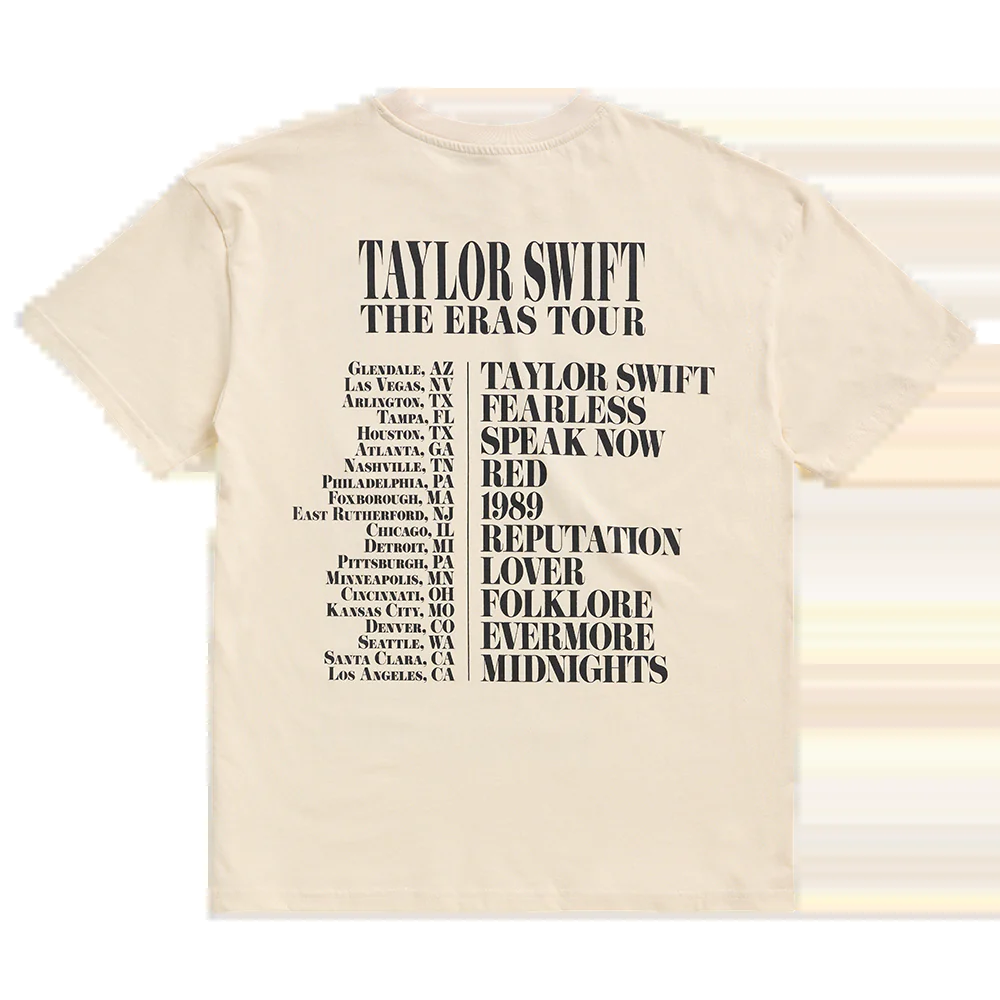 TAYLOR SWIFT
THE ERAS TOUR
GLENDALE, AZ
LAS VEGAS, NV
ARLINGTON, TX
TAMPA, FL
HOUSTON, TX
ATLANTA, GA
NASHVILLE, TN
PHILADELPHIA, PA
FOXBOROUGH, MA
EAST RUTHERFORD, NJ
CHICAGO, IL
DETROIT, MI
PITTSBURGH, PA
MINNEAPOLIS, MN
CINCINNATI, OH
KANSAS CITY, MO
DENVER, CO
SEATTLE, WA
SANTA CLARA, CA
LOS ANGELES, CA
TAYLOR SWIFT
FEARLESS
SPEAK NOW
RED
1989
REPUTATION
LOVER
FOLKLORE
EVERMORE
MIDNIGHTS